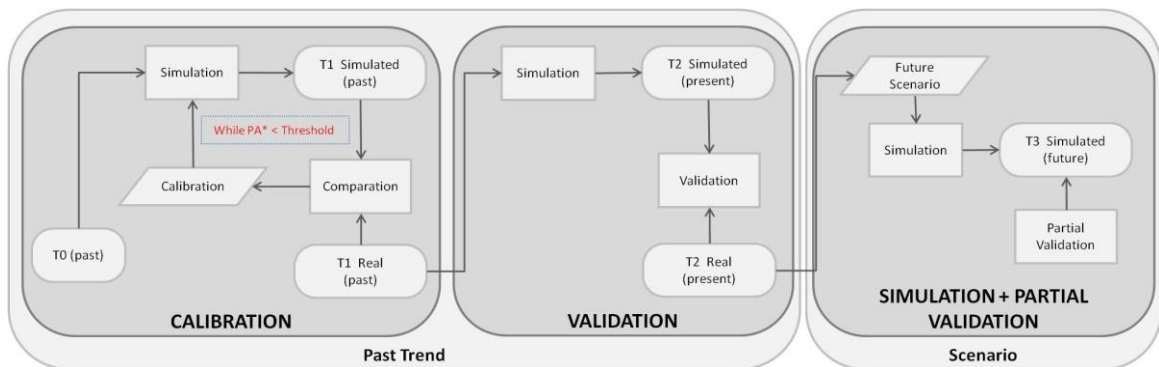 Simulation
T1 Simulated
(past)
While PA* < Threshold
Calibration
Comparation
T0 (past)
T1 Real
(past)
CALIBRATION
Simulation
T2 Simulated
(present)
Validation
T2 Real
(present)
VALIDATION
Past Trend
Future
Scenario
Simulation
T3 Simulated
(future)
Partial
Validation
SIMULATION + PARTIAL
VALIDATION
Scenario